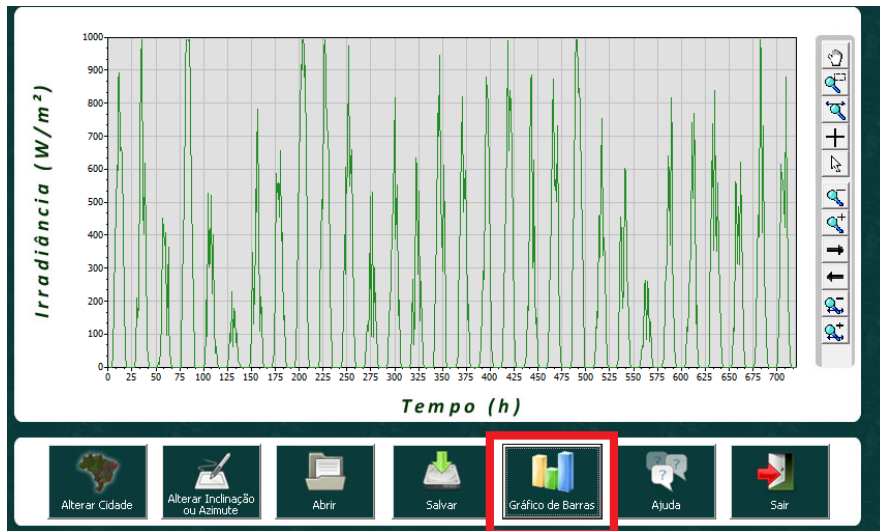 Irradiância (W/m²)
1000
900
800
700
600
500
400
300
200
100
0
0 25 50 75 100 125 150 175 200 225 250 275 300 325 350 375 400 425 450 475 500 525 550 575 600 625 650 675 700
Tempo (h)
Alterar Cidade
Alterar Inclinação
ou Azimute
Abrir
Salvar
Gráfico de Barras
? ? ?
Ajuda
Sair